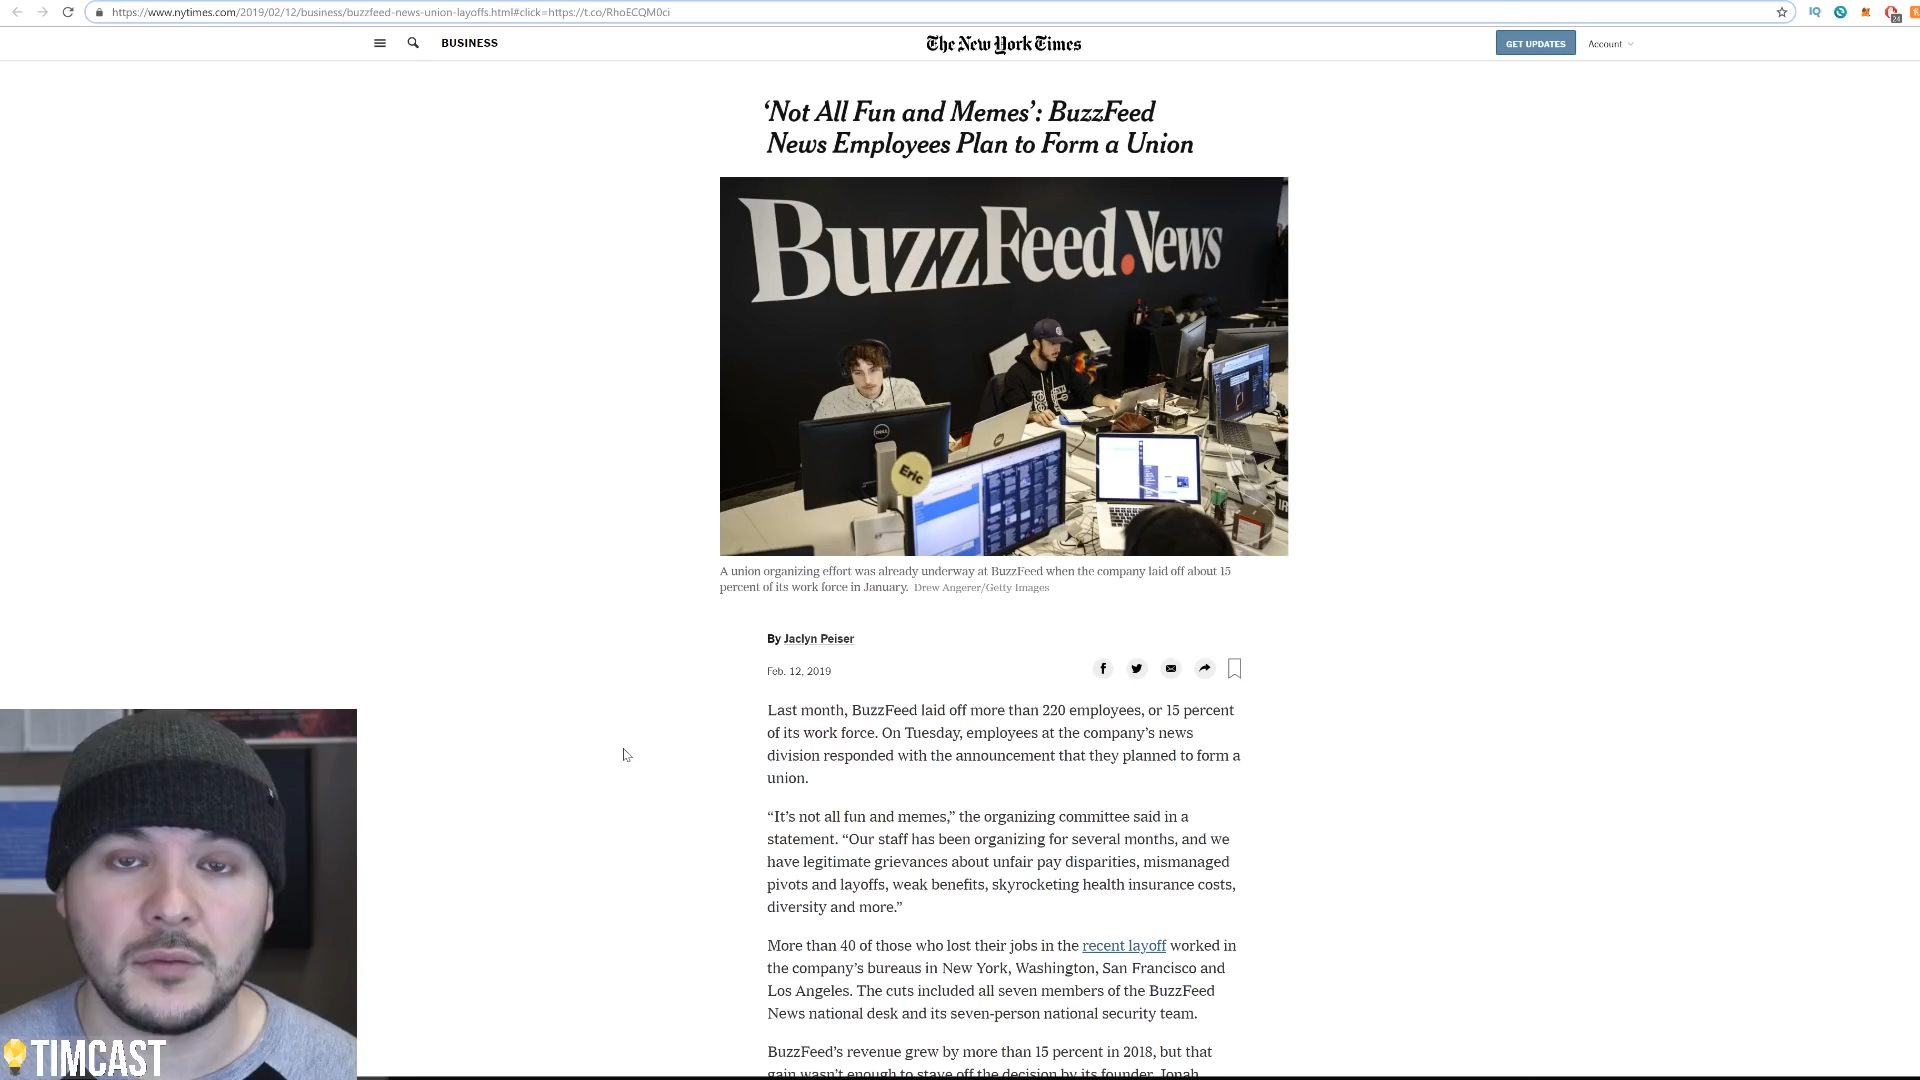 https://www.nytimes.com/2019/02/12/business/buzzfeed-news-union-layoffs.html#click=https://t.co/RhoECQM0ci
IQ
24
BUSINESS
The New York Times
GET UPDATES
Account
‘Not All Fun and Memes’: BuzzFeed
News Employees Plan to Form a Union
BuzzFeed.News
DELL
Eric
A union organizing effort was already underway at BuzzFeed when the company laid off about 15
percent of its work force in January. Drew Angerer/Getty Images
By Jaclyn Peiser
Feb. 12, 2019
Last month, BuzzFeed laid off more than 220 employees, or 15 percent
of its work force. On Tuesday, employees at the company’s news
division responded with the announcement that they planned to form a
union.
“It’s not all fun and memes,” the organizing committee said in a
statement. “Our staff has been organizing for several months, and we
have legitimate grievances about unfair pay disparities, mismanaged
pivots and layoffs, weak benefits, skyrocketing health insurance costs,
diversity and more.”
More than 40 of those who lost their jobs in the recent layoff worked in
the company’s bureaus in New York, Washington, San Francisco and
Los Angeles. The cuts included all seven members of the BuzzFeed
News national desk and its seven-person national security team.
BuzzFeed’s revenue grew by more than 15 percent in 2018, but that
gain wasn’t enough to stave off the decision by its founder, Jonah
TIMCAST